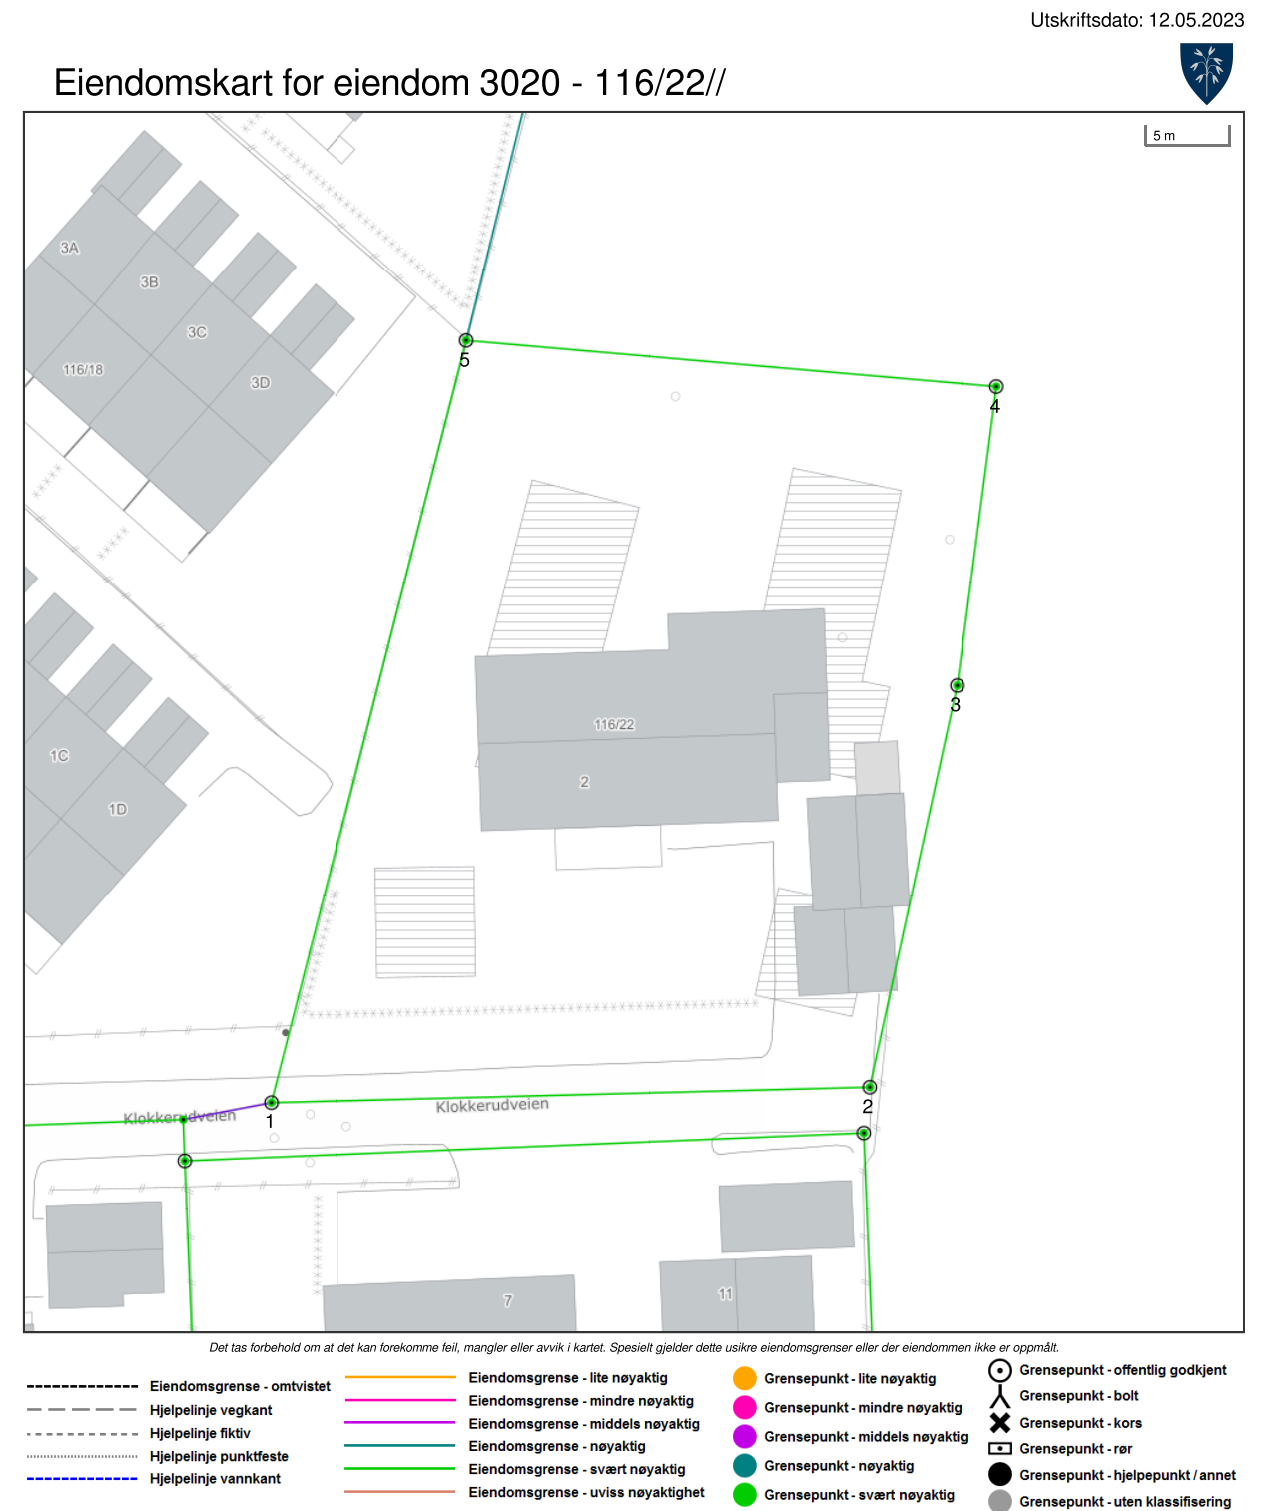 Utskriftsdato: 12.05.2023
Eiendomskart for eiendom 3020 - 116/22//
5 m
3A
3B
3C
116/18
3D
5
4
3
116/22
2
1C
1D
Klokkerudveien
Klokkerudveien
1
2
7
11
Det tas forbehold om at det kan forekomme feil, mangler eller avvik i kartet. Spesielt gjelder dette usikre eiendomsgrenser eller der eiendommen ikke er oppmålt.
Eiendomsgrense - omtvistet
Hjelpelinje vegkant
Hjelpelinje fiktiv
Hjelpelinje punktfeste
Hjelpelinje vannkant
Eiendomsgrense - lite nøyaktig
Eiendomsgrense - mindre nøyaktig
Eiendomsgrense - middels nøyaktig
Eiendomsgrense - nøyaktig
Eiendomsgrense - svært nøyaktig
Eiendomsgrense - uviss nøyaktighet
Grensepunkt - lite nøyaktig
Grensepunkt - mindre nøyaktig
Grensepunkt - middels nøyaktig
Grensepunkt - nøyaktig
Grensepunkt - svært nøyaktig
Grensepunkt - offentlig godkjent
Grensepunkt - bolt
Grensepunkt - kors
Grensepunkt - rør
Grensepunkt - hjelpepunkt / annet
Grensepunkt - uten klassifisering